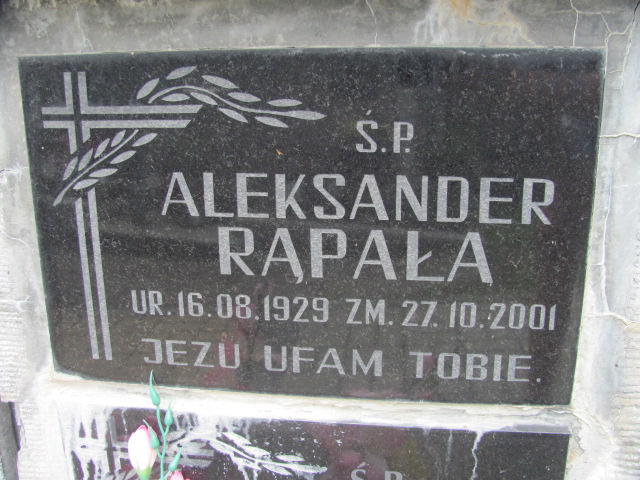 Ś.P.
ALEKSANDER
RĄPAŁA
UR. 16.08.1929 ZM. 27.10.2001
JEZU UFAM TOBIE.
Ś.P.